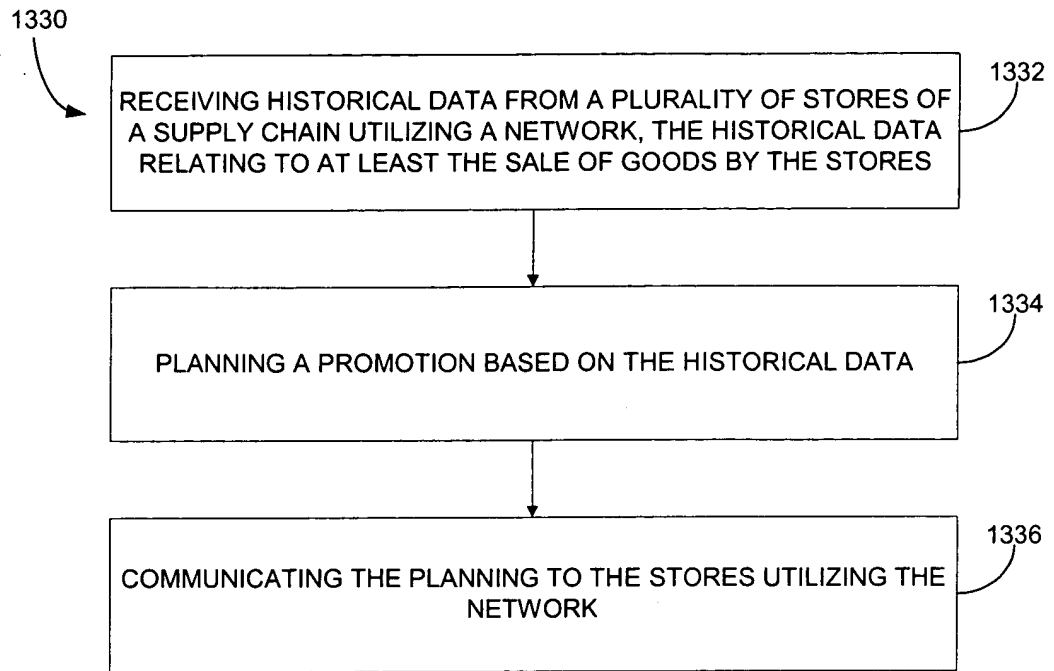 1330
1332
RECEIVING HISTORICAL DATA FROM A PLURALITY OF STORES OF
A SUPPLY CHAIN UTILIZING A NETWORK, THE HISTORICAL DATA
RELATING TO AT LEAST THE SALE OF GOODS BY THE STORES
1334
PLANNING A PROMOTION BASED ON THE HISTORICAL DATA
1336
COMMUNICATING THE PLANNING TO THE STORES UTILIZING THE
NETWORK